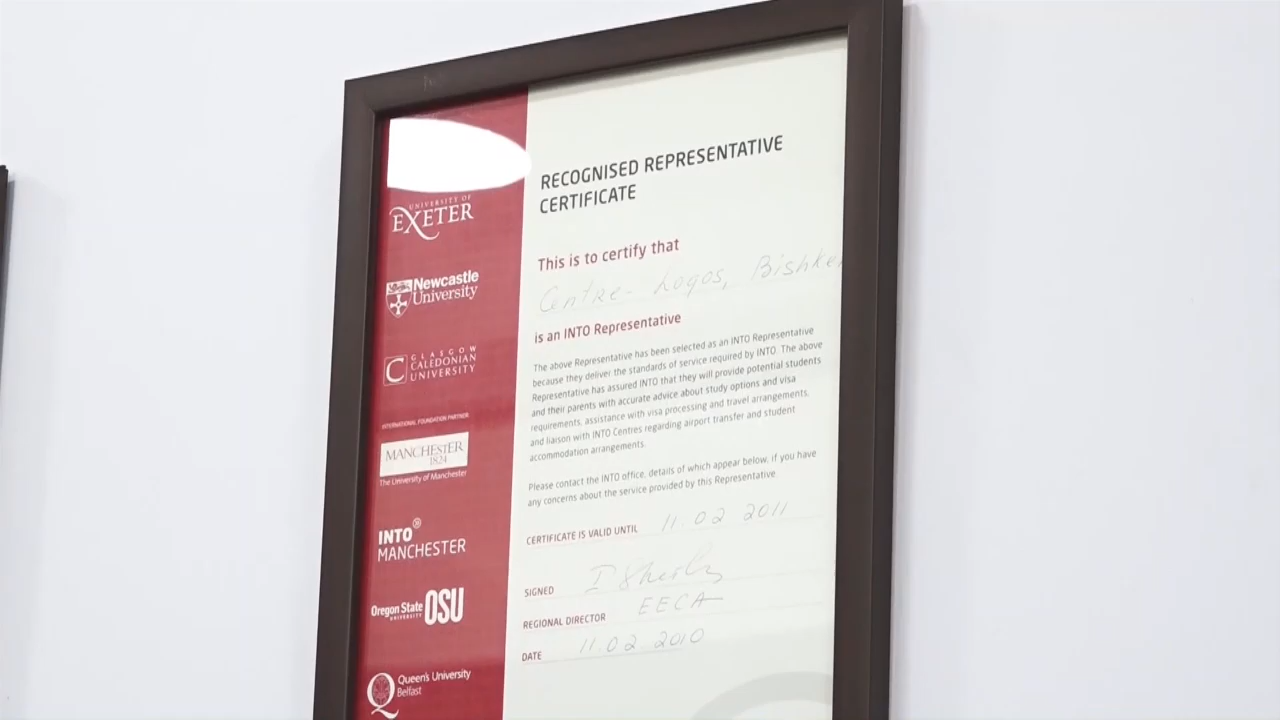 UNIVERSITY OF
EXETER
Newcastle
University
GLASGOW
CALEDONIAN
UNIVERSITY
INTERNATIONAL FOUNDATION PARTNER
MANCHESTER
1824
The University of Manchester
INTO
MANCHESTER
Oregon State
UNIVERSITY
OSU
Queen's University
Belfast
RECOGNISED REPRESENTATIVE
CERTIFICATE
This is to certify that
Centre- Logos, Bishke
is an INTO Representative
The above Representative has been selected as an INTO Representative
because they deliver the standards of service required by INTO. The above
Representative has assured INTO that they will provide potential students
and their parents with accurate advice about study options and visa
requirements, assistance with visa processing and travel arrangements,
and liaison with INTO Centres regarding airport transfer and student
accommodation arrangements.
Please contact the INTO office, details of which appear below, if you have
any concerns about the service provided by this Representative.
CERTIFICATE IS VALID UNTIL 11.02 2011
SIGNED
REGIONAL DIRECTOR EECA
DATE 11.02.2010